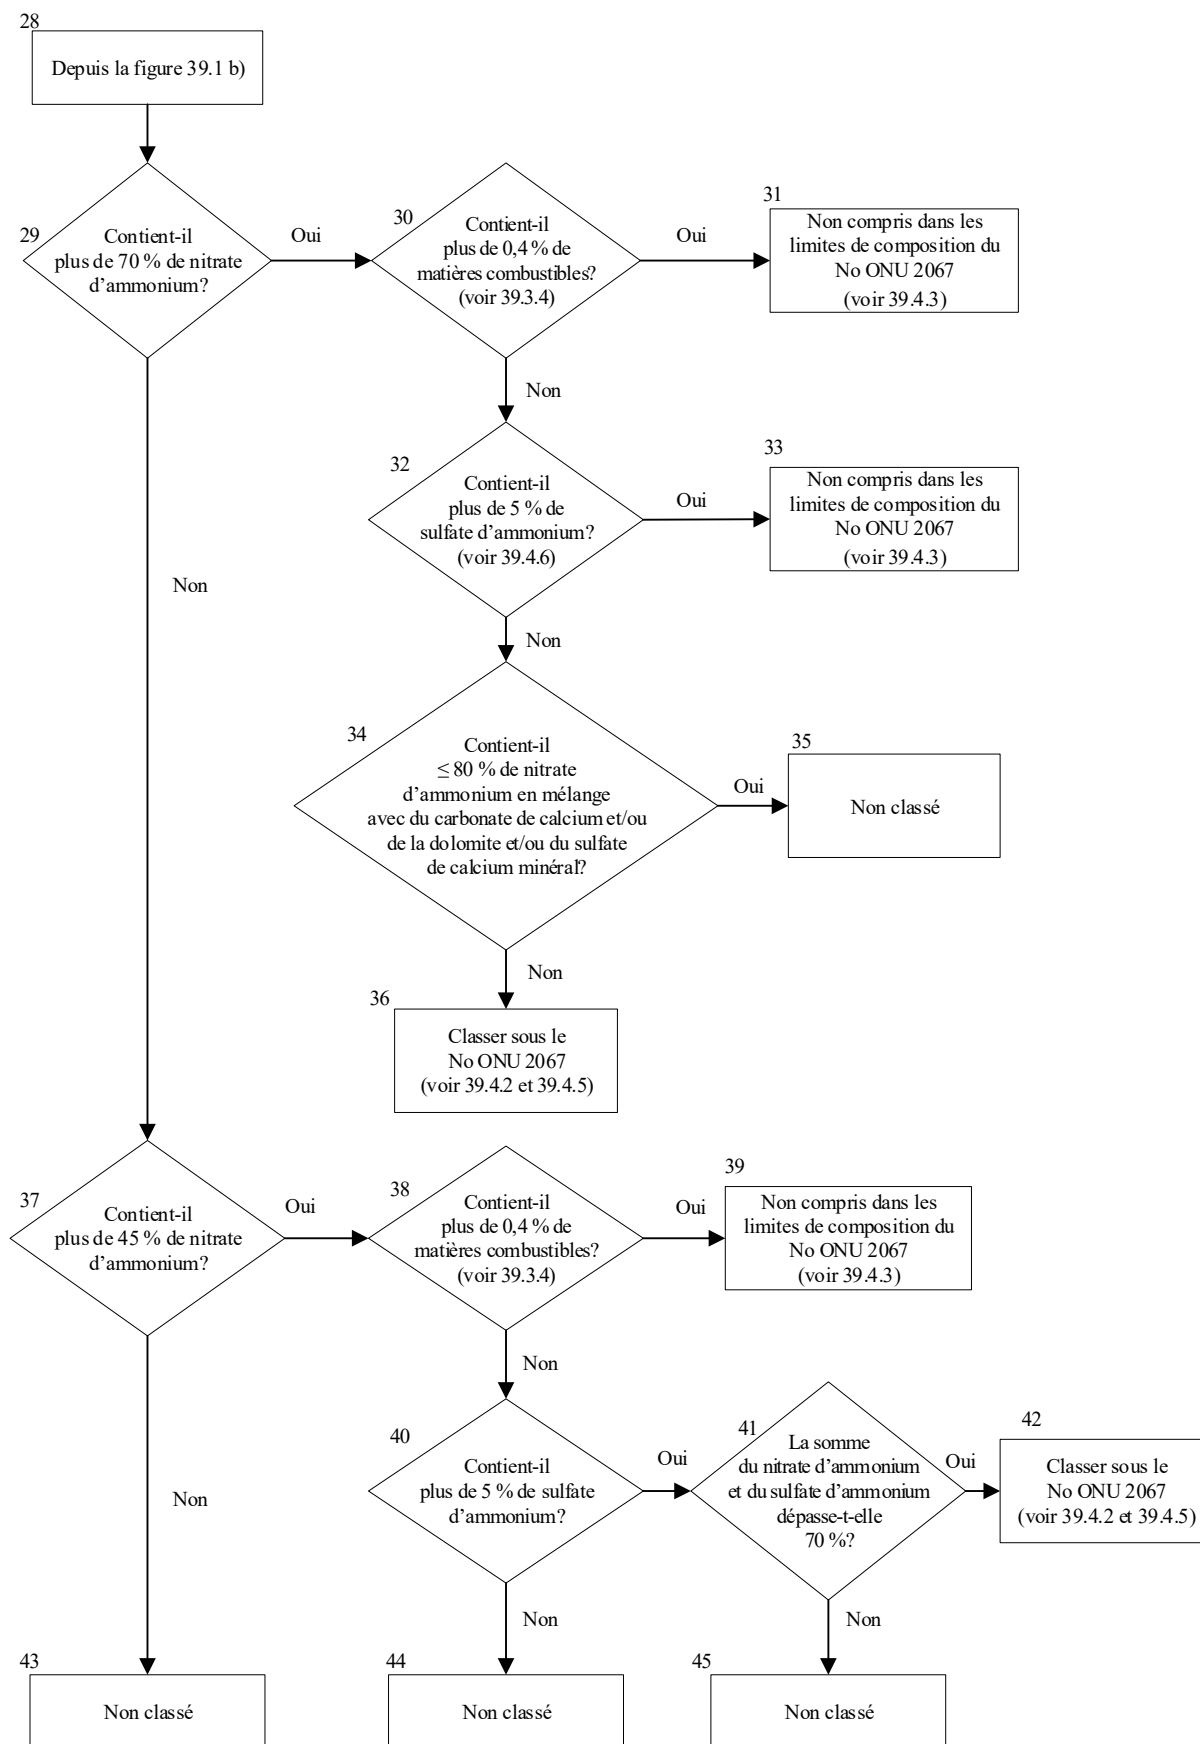 28
Depuis la figure 39.1 b)
29
Contient-il
plus de 70 % de nitrate
d’ammonium?
Oui
30
Contient-il
plus de 0,4 % de
matières combustibles?
(voir 39.3.4)
Oui
31
Non compris dans les
limites de composition du
No ONU 2067
(voir 39.4.3)
Non
32
Contient-il
plus de 5 % de
sulfate d’ammonium?
(voir 39.4.6)
Oui
33
Non compris dans les
limites de composition du
No ONU 2067
(voir 39.4.3)
Non
Non
34
Contient-il
≤ 80 % de nitrate
d’ammonium en mélange
avec du carbonate de calcium et/ou
de la dolomite et/ou du sulfate
de calcium minéral?
Oui
35
Non classé
Non
36
Classer sous le
No ONU 2067
(voir 39.4.2 et 39.4.5)
37
Contient-il
plus de 45 % de nitrate
d’ammonium?
Oui
38
Contient-il
plus de 0,4 % de
matières combustibles?
(voir 39.3.4)
Oui
39
Non compris dans les
limites de composition du
No ONU 2067
(voir 39.4.3)
Non
40
Contient-il
plus de 5 % de sulfate
d’ammonium?
Oui
41
La somme
du nitrate d’ammonium
et du sulfate d’ammonium
dépasse-t-elle
70 %?
Oui
42
Classer sous le
No ONU 2067
(voir 39.4.2 et 39.4.5)
Non
Non
Non
43
Non classé
44
Non classé
45
Non classé